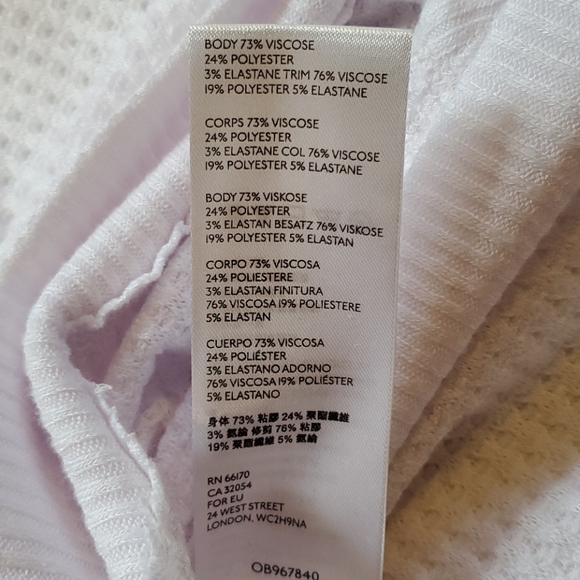 BODY 73% VISCOSE
24% POLYESTER
3% ELASTANE TRIM 76% VISCOSE
19% POLYESTER 5% ELASTANE
CORPS 73% VISCOSE
24% POLYESTER
3% ELASTANE COL 76% VISCOSE
19% POLYESTER 5% ELASTANE
BODY 73% VISKOSE
24% POLYESTER
3% ELASTAN BESATZ 76% VISKOSE
19% POLYESTER 5% ELASTAN
CORPO 73% VISCOSA
24% POLIESTERE
3% ELASTAN FINITURA
76% VISCOSA 19% POLIESTERE
5% ELASTAN
CUERPO 73% VISCOSA
24% POLIÉSTER
3% ELASTANO ADORNO
76% VISCOSA 19% POLIÉSTER
5% ELASTANO
身体 73% 粘膠 24% 聚酯纖維
3% 氨綸 修剪 76% 粘膠
19% 聚酯纖維 5% 氨綸
RN 66170
CA 32054
FOR EU
24 WEST STREET
LONDON, WC2H9NA
OB967840